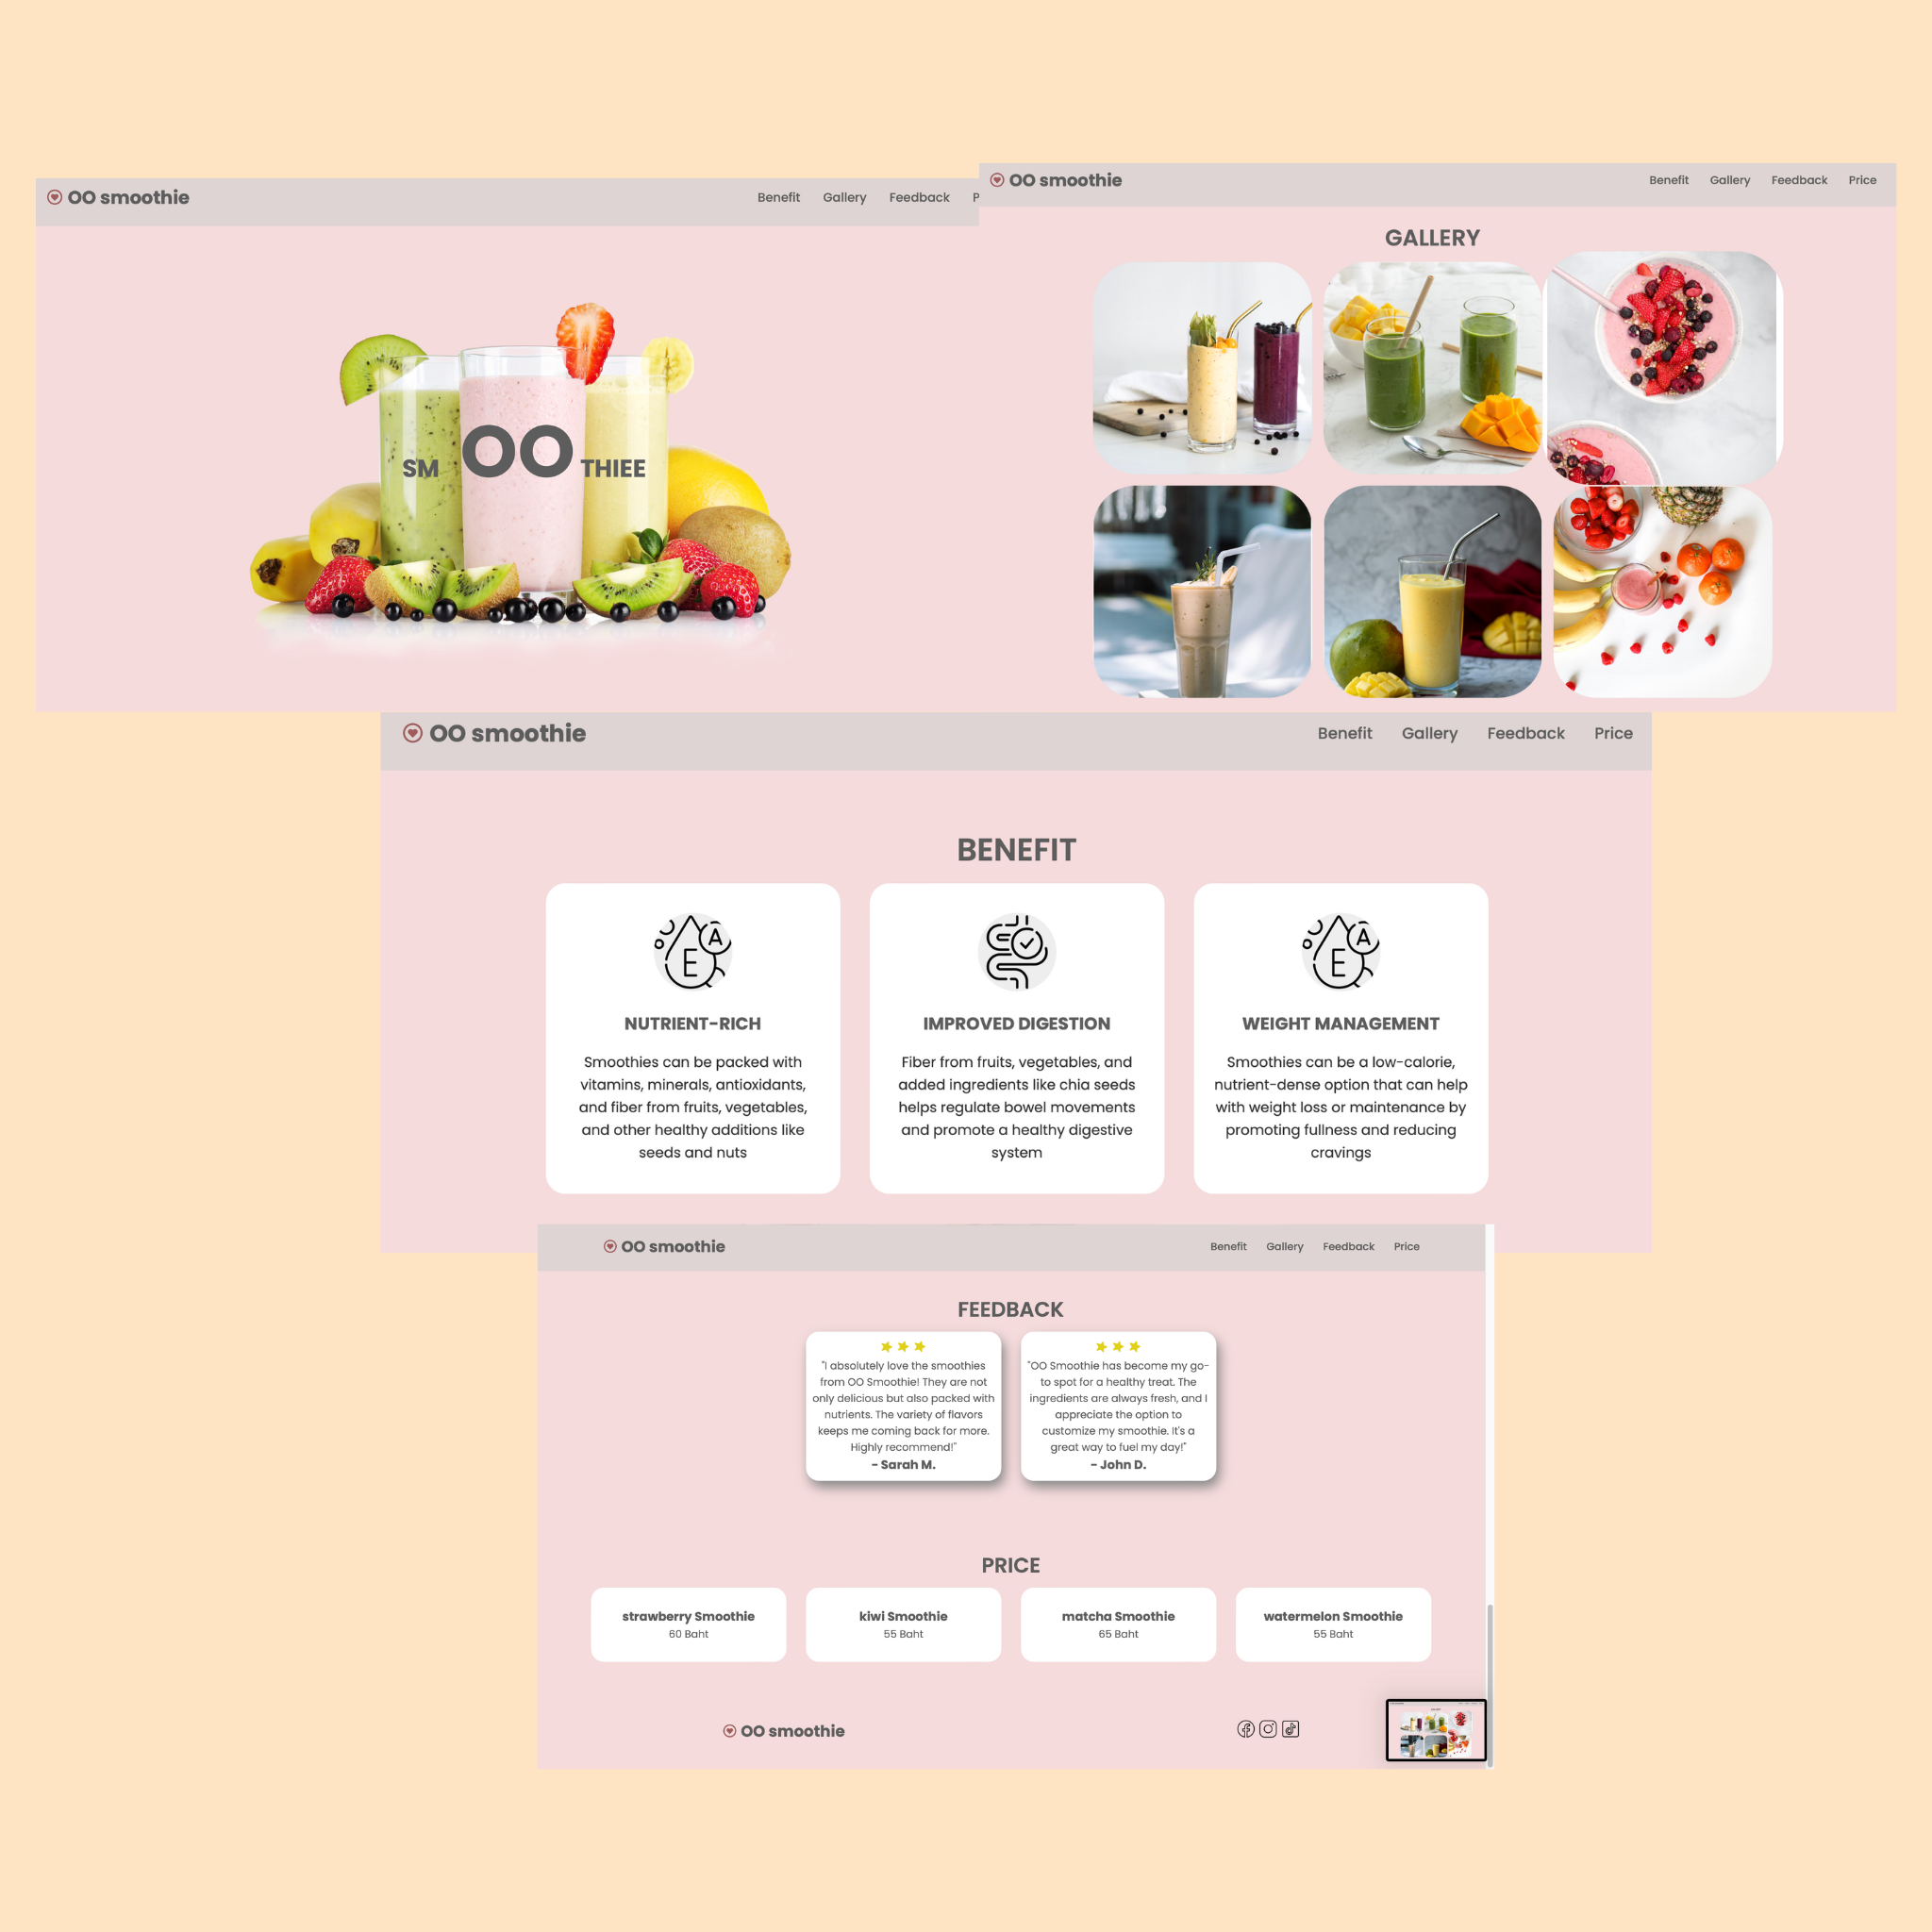 OO smoothie
Benefit Gallery Feedback P
SM OO THIEE
OO smoothie
Benefit Gallery Feedback Price
GALLERY
OO smoothie
Benefit Gallery Feedback Price
BENEFIT
E A
NUTRIENT-RICH
Smoothies can be packed with
vitamins, minerals, antioxidants,
and fiber from fruits, vegetables,
and other healthy additions like
seeds and nuts
IMPROVED DIGESTION
Fiber from fruits, vegetables, and
added ingredients like chia seeds
helps regulate bowel movements
and promote a healthy digestive
system
E A
WEIGHT MANAGEMENT
Smoothies can be a low-calorie,
nutrient-dense option that can help
with weight loss or maintenance by
promoting fullness and reducing
cravings
OO smoothie
Benefit Gallery Feedback Price
FEEDBACK
"I absolutely love the smoothies
from OO Smoothie! They are not
only delicious but also packed with
nutrients. The variety of flavors
keeps me coming back for more.
Highly recommend!"
- Sarah M.
"OO Smoothie has become my go-
to spot for a healthy treat. The
ingredients are always fresh, and I
appreciate the option to
customize my smoothie. It's a
great way to fuel my day!"
- John D.
PRICE
strawberry Smoothie
60 Baht
kiwi Smoothie
55 Baht
matcha Smoothie
65 Baht
watermelon Smoothie
55 Baht
OO smoothie